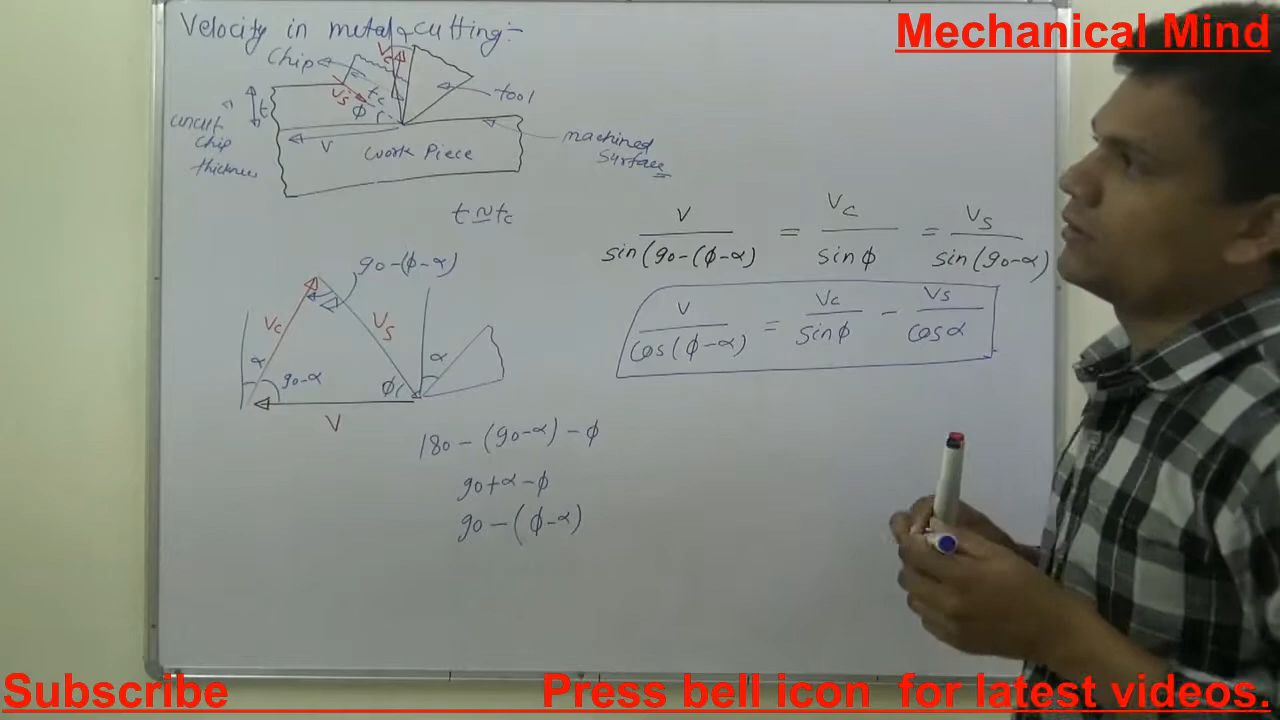 Mechanical Mind
Velocity in metal cutting:-
Chip
Vc
tool
Vs
tc
φ
t
uncut
chip
thickness
V
Work Piece
machined
Surface
t ≃ tc
V / sin(90-(φ-α) = Vc / sinφ = Vs / sin(90-α)
V / cos(φ-α) = Vc / sinφ - Vs / cosα
90-(φ-α)
Vc
Vs
α
90-α
φ
α
V
180-(90-α)-φ
90+α-φ
90-(φ-α)
Subscribe
Press bell icon for latest videos.